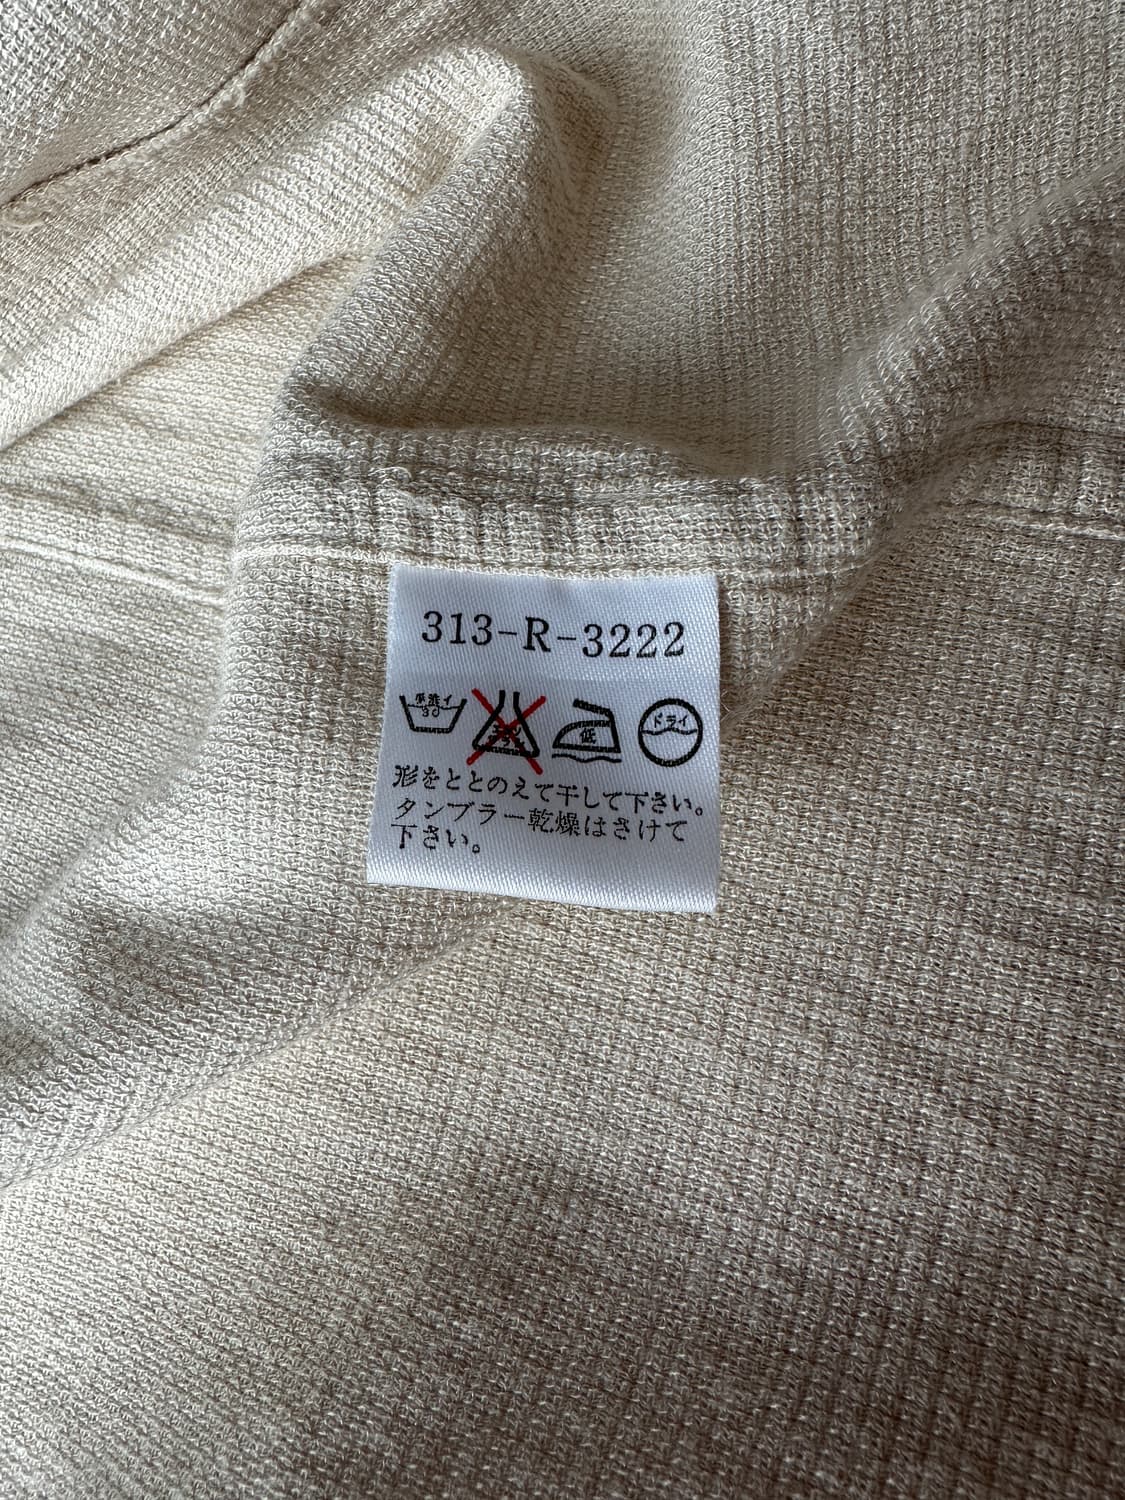 313-R-3222
手洗イ
30
低
ドライ
形をととのえて干して下さい。
タンブラー乾燥はさけて
下さい。